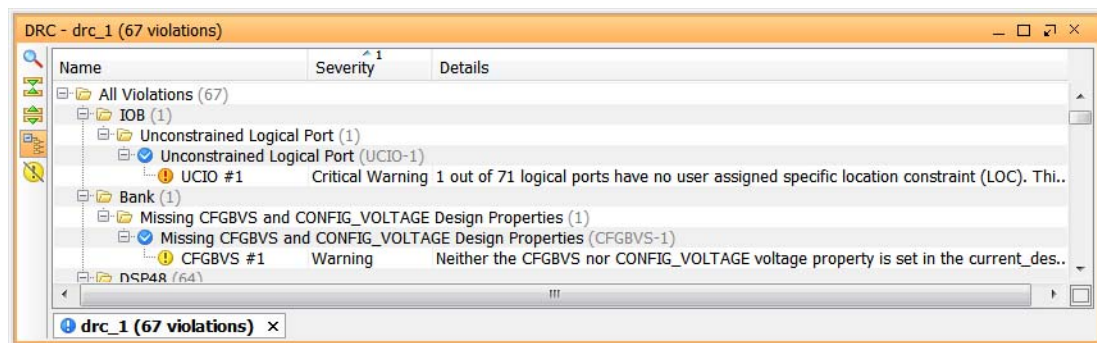 DRC - drc_1 (67 violations)
Name Severity 1 Details
All Violations (67)
IOB (1)
Unconstrained Logical Port (1)
Unconstrained Logical Port (UCIO-1)
UCIO #1 Critical Warning 1 out of 71 logical ports have no user assigned specific location constraint (LOC). Thi..
Bank (1)
Missing CFGBVS and CONFIG_VOLTAGE Design Properties (1)
Missing CFGBVS and CONFIG_VOLTAGE Design Properties (CFGBVS-1)
CFGBVS #1 Warning Neither the CFGBVS nor CONFIG_VOLTAGE voltage property is set in the current_des..
DSP48 (64)
drc_1 (67 violations)